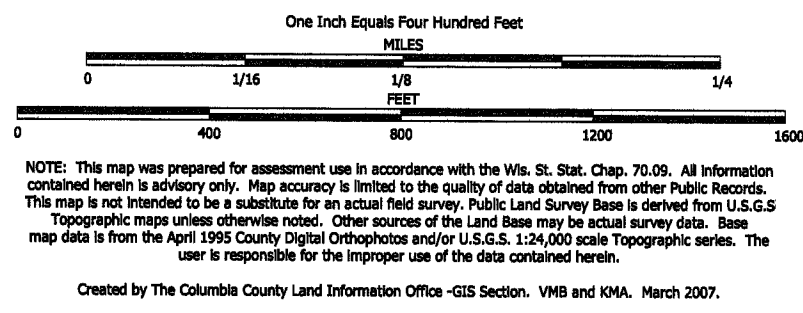 One Inch Equals Four Hundred Feet
MILES
0 1/16 1/8 1/4
FEET
0 400 800 1200 1600
NOTE: This map was prepared for assessment use in accordance with the Wis. St. Stat. Chap. 70.09. All information
contained herein is advisory only. Map accuracy is limited to the quality of data obtained from other Public Records.
This map is not intended to be a substitute for an actual field survey. Public Land Survey Base is derived from U.S.G.S
Topographic maps unless otherwise noted. Other sources of the Land Base may be actual survey data. Base
map data is from the April 1995 County Digital Orthophotos and/or U.S.G.S. 1:24,000 scale Topographic series. The
user is responsible for the improper use of the data contained herein.
Created by The Columbia County Land Information Office -GIS Section. VMB and KMA. March 2007.